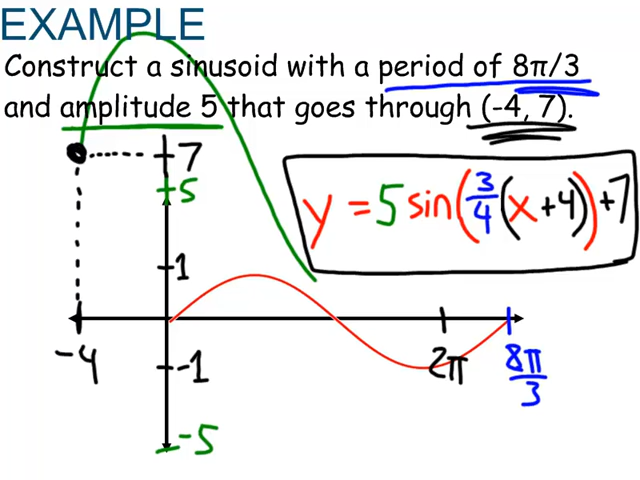 EXAMPLE
Construct a sinusoid with a period of 8π/3
and amplitude 5 that goes through (-4, 7).
7
5
y = 5 sin(3/4(x+4))+7
1
-4
-1
2π
8π/3
-5